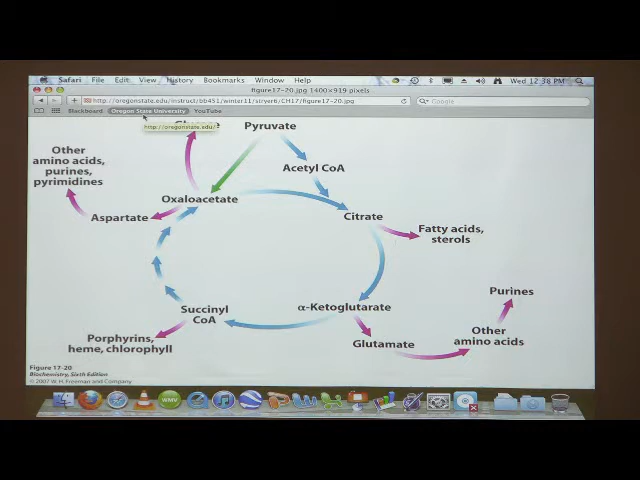 Safari File Edit View History Bookmarks Window Help Wed 12:38 PM
figure17-20.jpg 1400×919 pixels
http://oregonstate.edu/instruct/bb451/winter11/stryer6/CH17/figure17-20.jpg
Google
Blackboard Oregon State University YouTube
http://oregonstate.edu/
Pyruvate
Other
amino acids,
purines,
pyrimidines
Acetyl CoA
Oxaloacetate
Aspartate
Citrate
Fatty acids,
sterols
Purines
Succinyl
CoA
α-Ketoglutarate
Porphyrins,
heme, chlorophyll
Glutamate
Other
amino acids
Figure 17-20
Biochemistry, Sixth Edition
© 2007 W. H. Freeman and Company
WMV